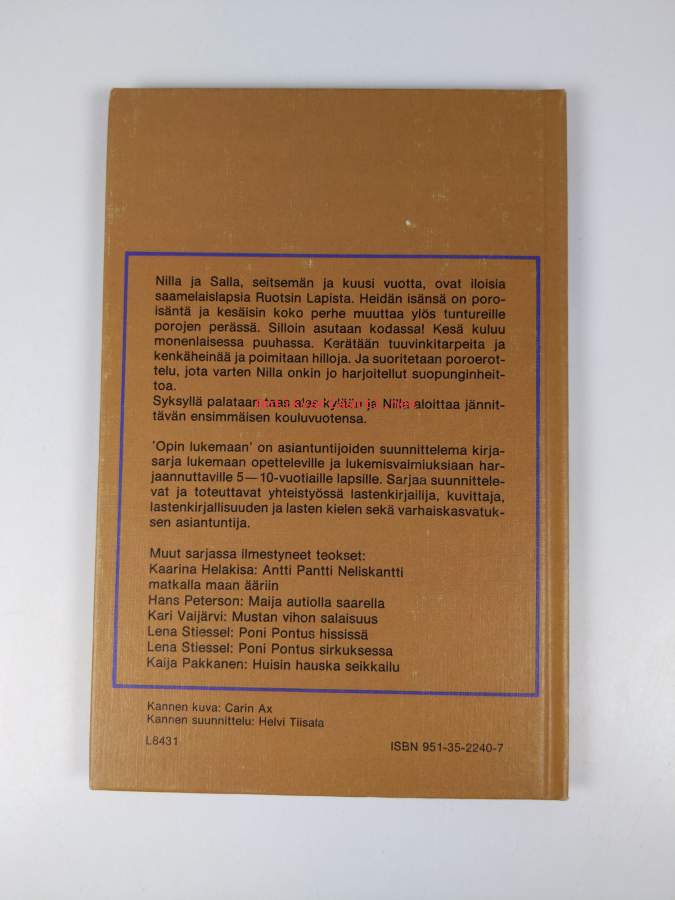 Nilla ja Salla, seitsemän ja kuusi vuotta, ovat iloisia
saamelaislapsia Ruotsin Lapista. Heidän isänsä on poro-
isäntä ja kesäisin koko perhe muuttaa ylös tuntureille
porojen perässä. Silloin asutaan kodassa! Kesä kuluu
monenlaisessa puuhassa. Kerätään tuuvinkitarpeita ja
kenkäheinää ja poimitaan hilloja. Ja suoritetaan poroerot-
telu, jota varten Nilla onkin jo harjoitellut suopunginheit-
toa.
Syksyllä palataan taas alas kylään ja Nilla aloittaa jännit-
tävän ensimmäisen kouluvuotensa.
'Opin lukemaan' on asiantuntijoiden suunnittelema kirja-
sarja lukemaan opetteleville ja lukemisvaimiuksiaan har-
jaannuttaville 5—10-vuotiaille lapsille. Sarjaa suunnittele-
vat ja toteuttavat yhteistyössä lastenkirjailija, kuvittaja,
lastenkirjallisuuden ja lasten kielen sekä varhaiskasvatuk-
sen asiantuntija.
Muut sarjassa ilmestyneet teokset:
Kaarina Helakisa: Antti Pantti Neliskantti
matkalla maan ääriin
Hans Peterson: Maija autiolla saarella
Kari Vaijärvi: Mustan vihon salaisuus
Lena Stiessel: Poni Pontus hississä
Lena Stiessel: Poni Pontus sirkuksessa
Kaija Pakkanen: Huisin hauska seikkailu
Kannen kuva: Carin Ax
Kannen suunnittelu: Helvi Tiisala
L8431
ISBN 951-35-2240-7